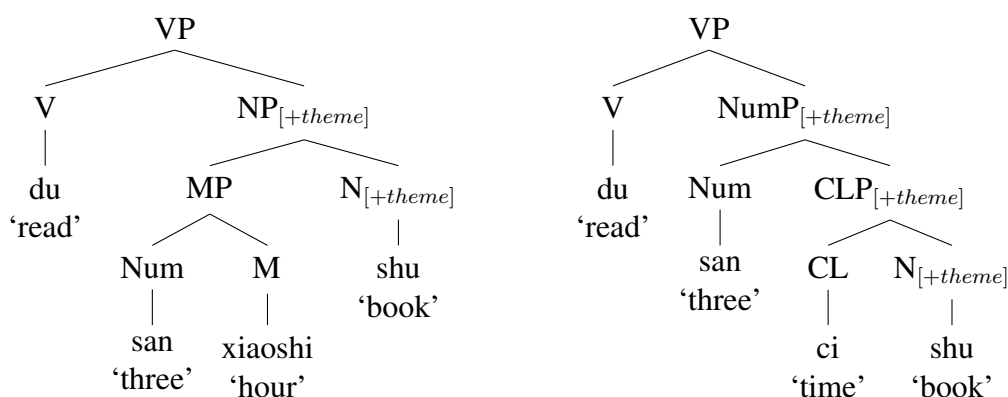 VP VP
V NP[+theme] V NumP[+theme]
du MP N[+theme] du Num CLP[+theme]
‘read’ ‘read’
Num M shu san CL N[+theme]
‘book’ ‘three’
san xiaoshi ci shu
‘three’ ‘hour’ ‘time’ ‘book’